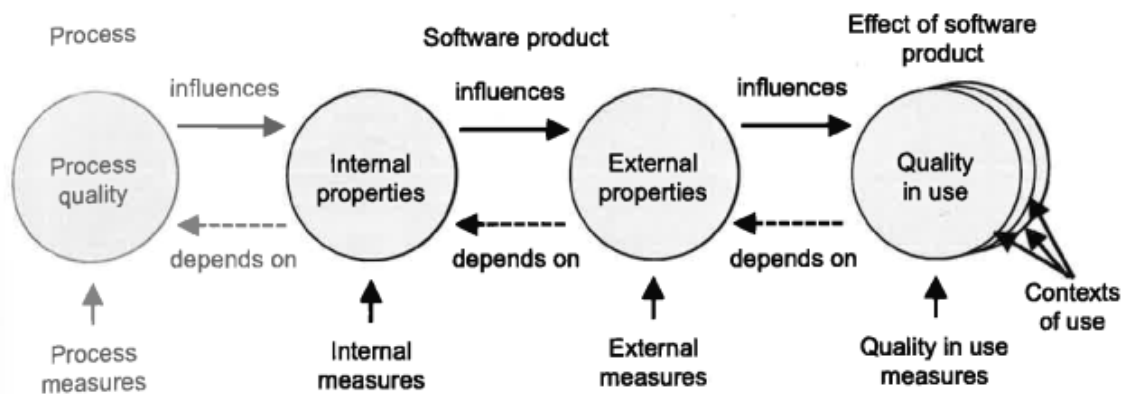 Process
Software product
Effect of software
product
influences
influences
influences
Process
quality
Internal
properties
External
properties
Quality
in use
depends on
depends on
depends on
Contexts
of use
Process
measures
Internal
measures
External
measures
Quality in use
measures